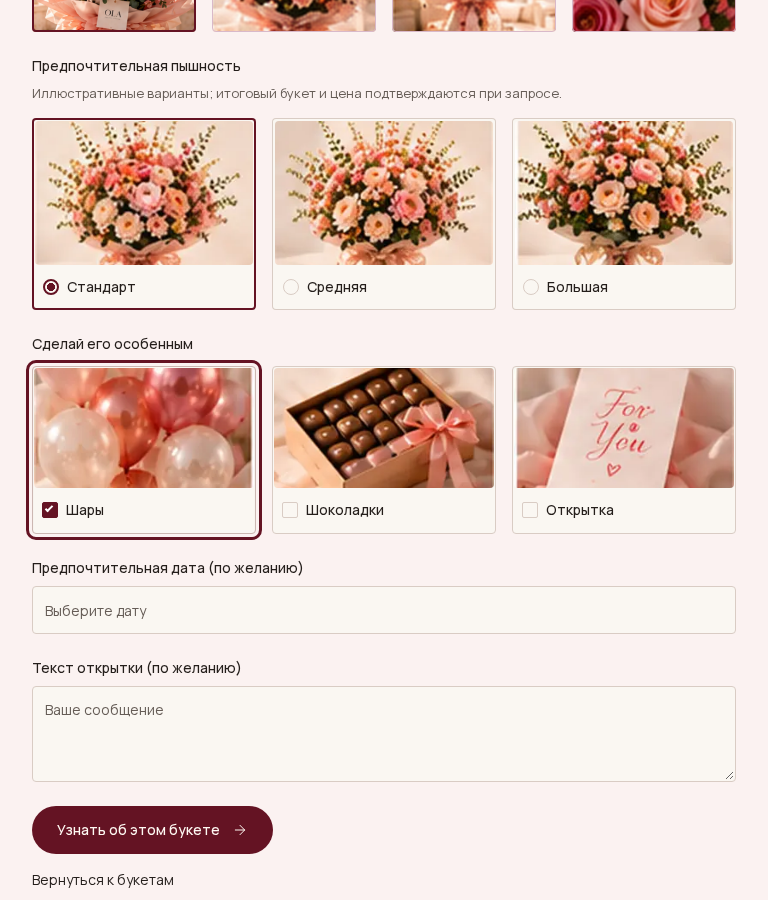 OLA
Предпочтительная пышность
Иллюстративные варианты; итоговый букет и цена подтверждаются при запросе.
Стандарт
Средняя
Большая
Сделай его особенным
For
You
Шары
Шоколадки
Открытка
Предпочтительная дата (по желанию)
Выберите дату
Текст открытки (по желанию)
Ваше сообщение
Узнать об этом букете →
Вернуться к букетам